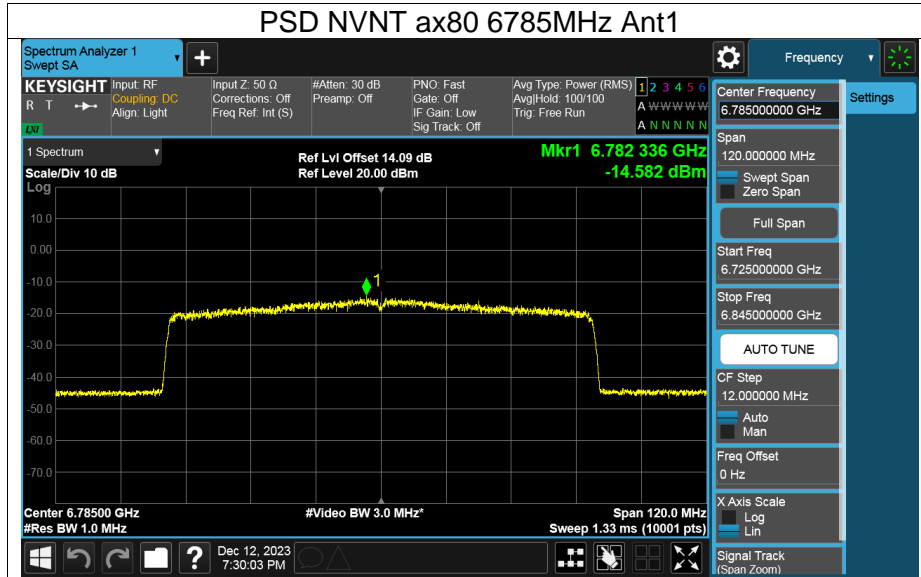 PSD NVNT ax80 6785MHz Ant1
Spectrum Analyzer 1
Swept SA
+
Frequency
KEYSIGHT
R T
LXI
Input: RF
Coupling: DC
Align: Light
Input Z: 50 Ω
Corrections: Off
Freq Ref: Int (S)
#Atten: 30 dB
Preamp: Off
PNO: Fast
Gate: Off
IF Gain: Low
Sig Track: Off
Avg Type: Power (RMS)
Avg|Hold: 100/100
Trig: Free Run
1 2 3 4 5 6
A W W W W W
A N N N N N
Center Frequency
6.785000000 GHz
Settings
1 Spectrum
Scale/Div 10 dB
Ref Lvl Offset 14.09 dB
Ref Level 20.00 dBm
Mkr1 6.782 336 GHz
-14.582 dBm
Log
10.0
0.00
-10.0
-20.0
-30.0
-40.0
-50.0
-60.0
-70.0
1
Span
120.000000 MHz
Swept Span
Zero Span
Full Span
Start Freq
6.725000000 GHz
Stop Freq
6.845000000 GHz
AUTO TUNE
CF Step
12.000000 MHz
Auto
Man
Freq Offset
0 Hz
X Axis Scale
Log
Lin
Signal Track
(Span Zoom)
Center 6.78500 GHz
#Res BW 1.0 MHz
#Video BW 3.0 MHz*
Span 120.0 MHz
Sweep 1.33 ms (10001 pts)
?
Dec 12, 2023
7:30:03 PM